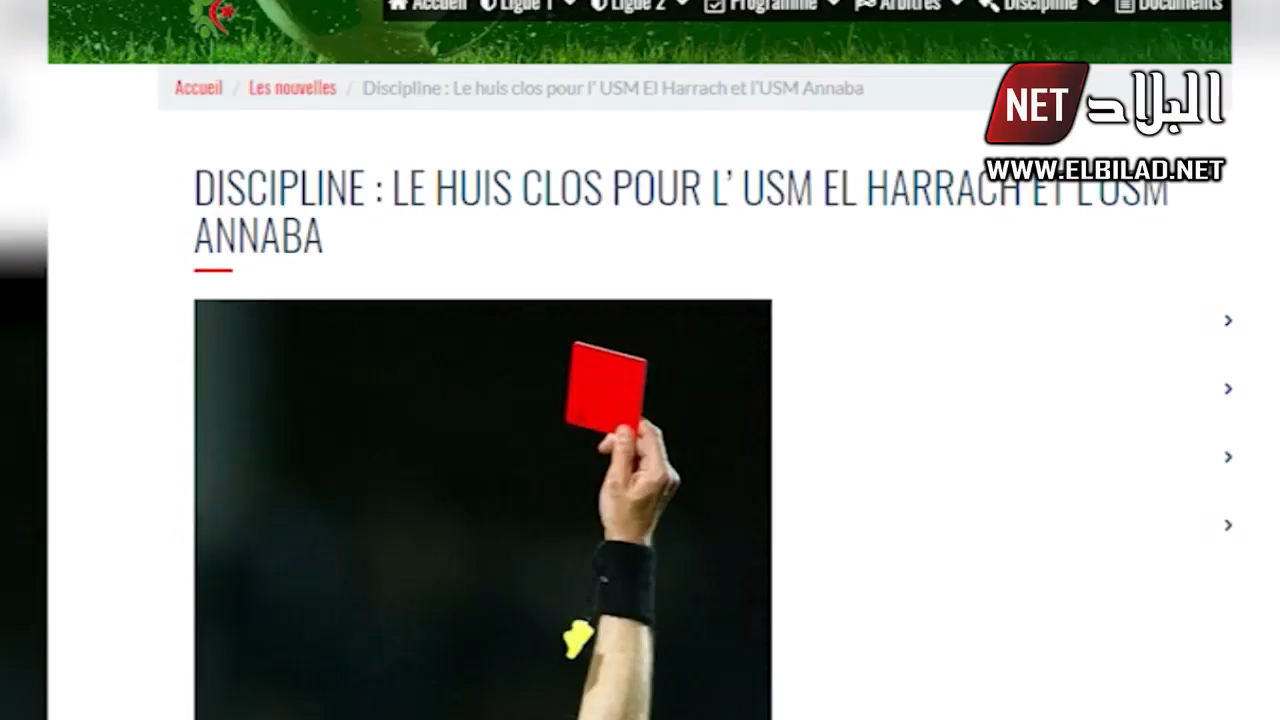 Accueil Ligue 1 Ligue 2 Programme Arbitres Discipline Documents
Accueil / Les nouvelles / Discipline : Le huis clos pour l' USM El Harrach et l'USM Annaba
NET البلاد
WWW.ELBILAD.NET
DISCIPLINE : LE HUIS CLOS POUR L’ USM EL HARRACH ET L'USM
ANNABA